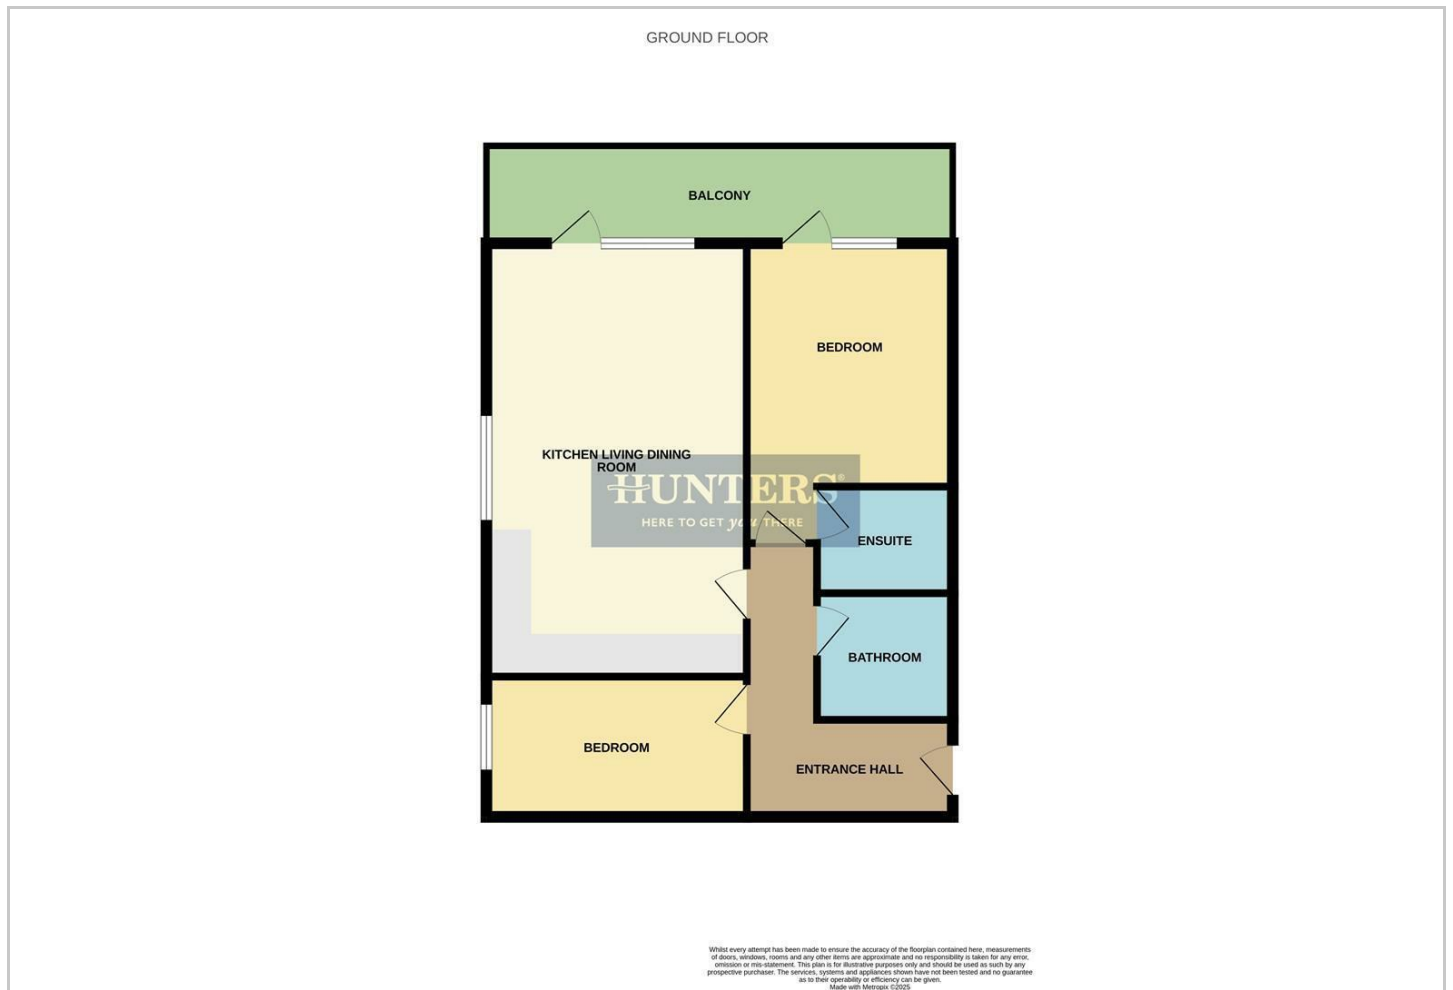 GROUND FLOOR
BALCONY
BEDROOM
KITCHEN LIVING DINING
ROOM
HUNTERS®
HERE TO GET you THERE
ENSUITE
BATHROOM
BEDROOM
ENTRANCE HALL
Whilst every attempt has been made to ensure the accuracy of the floorplan contained here, measurements
of doors, windows, rooms and any other items are approximate and no responsibility is taken for any error,
omission or mis-statement. This plan is for illustrative purposes only and should be used as such by any
prospective purchaser. The services, systems and appliances shown have not been tested and no guarantee
as to their operability or efficiency can be given.
Made with Metropix ©2025